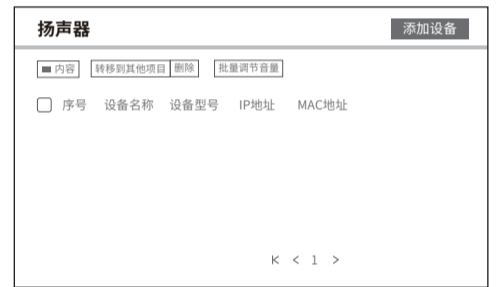 扬声器 添加设备
内容 转移到其他项目 删除 批量调节音量
序号 设备名称 设备型号 IP地址 MAC地址
K < 1 >